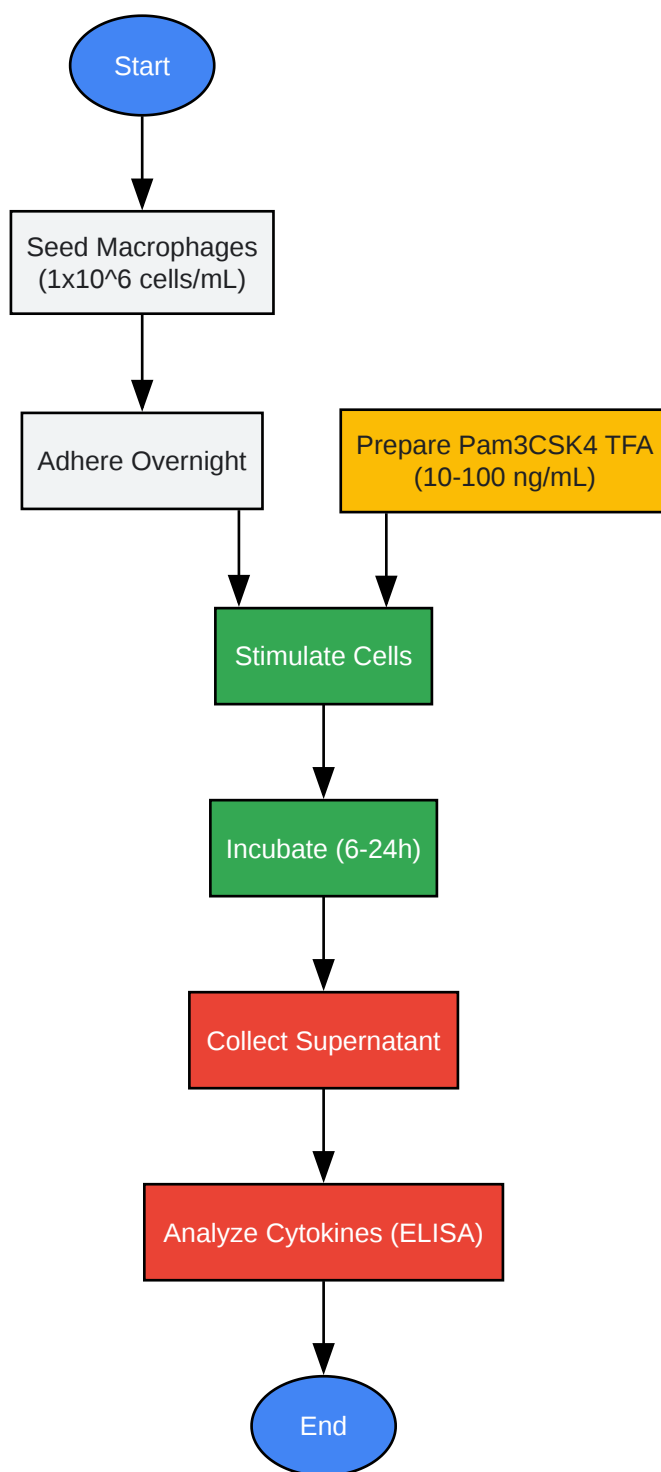 Start
Seed Macrophages
(1x10^6 cells/mL)
Adhere Overnight
Prepare Pam3CSK4 TFA
(10-100 ng/mL)
Stimulate Cells
Incubate (6-24h)
Collect Supernatant
Analyze Cytokines (ELISA)
End